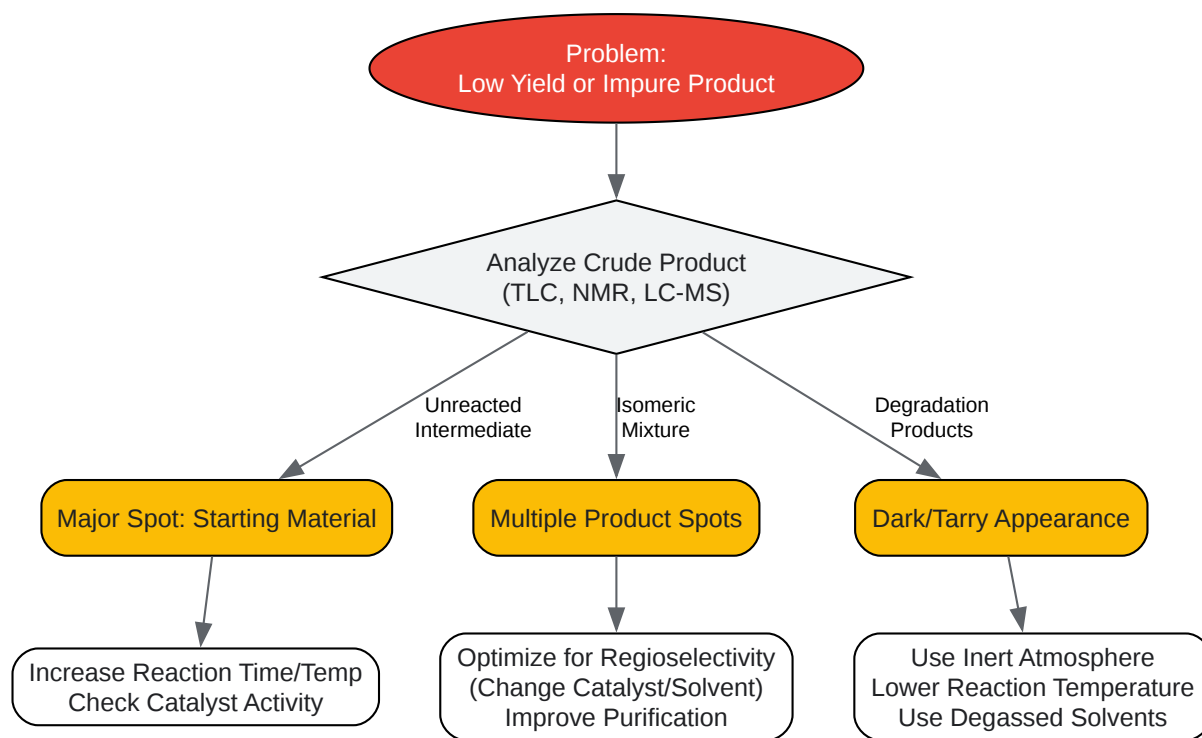 Problem:
Low Yield or Impure Product
Analyze Crude Product
(TLC, NMR, LC-MS)
Unreacted
Intermediate
Isomeric
Mixture
Degradation
Products
Major Spot: Starting Material
Multiple Product Spots
Dark/Tarry Appearance
Increase Reaction Time/Temp
Check Catalyst Activity
Optimize for Regioselectivity
(Change Catalyst/Solvent)
Improve Purification
Use Inert Atmosphere
Lower Reaction Temperature
Use Degassed Solvents